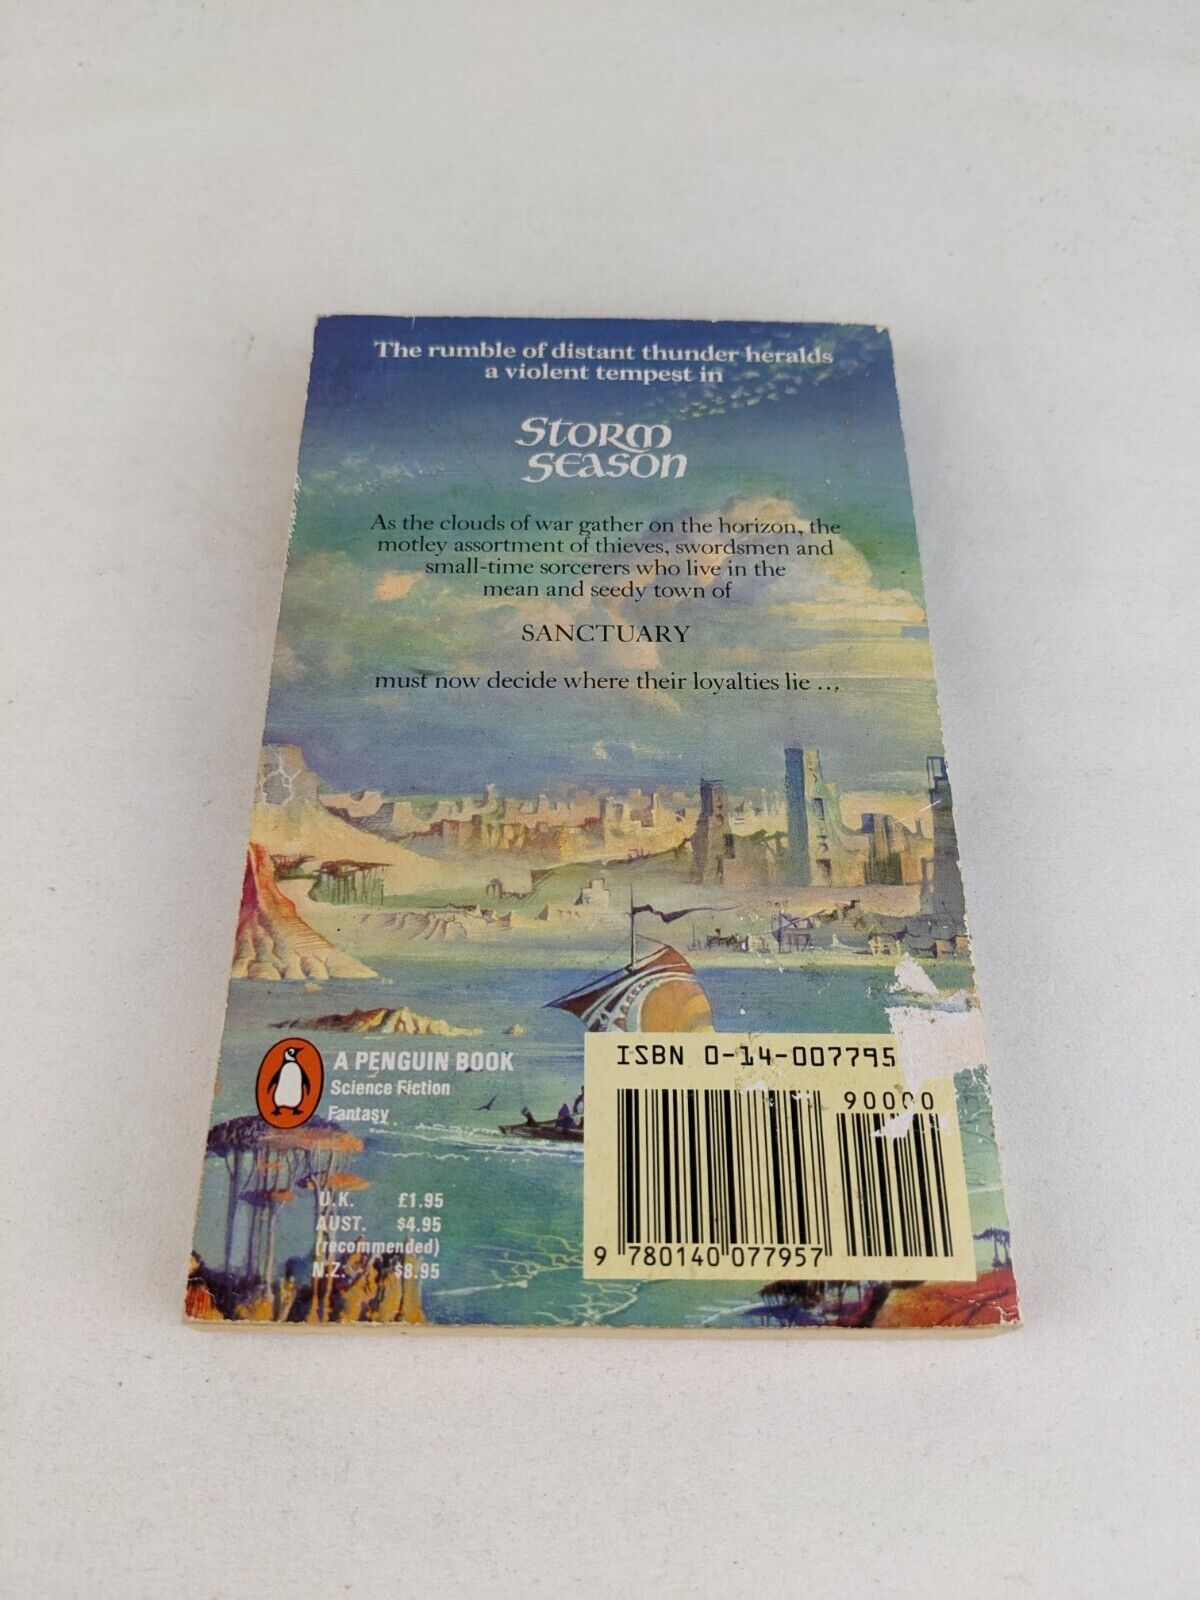 The rumble of distant thunder heralds
a violent tempest in
STORM
SEASON
As the clouds of war gather on the horizon, the
motley assortment of thieves, swordsmen and
small-time sorcerers who live in the
mean and seedy town of
SANCTUARY
must now decide where their loyalties lie ...
A PENGUIN BOOK
Science Fiction
Fantasy
U.K. £1.95
AUST. $4.95
(recommended)
N.Z. $8.95
ISBN 0-14-007795
90000
9 780140 077957